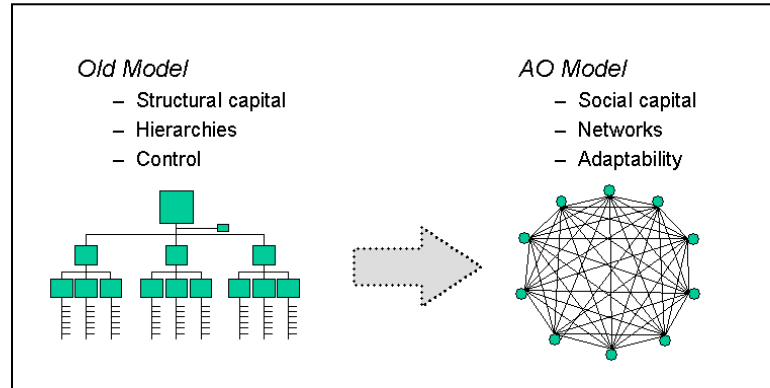 Old Model
– Structural capital
– Hierarchies
– Control
AO Model
– Social capital
– Networks
– Adaptability